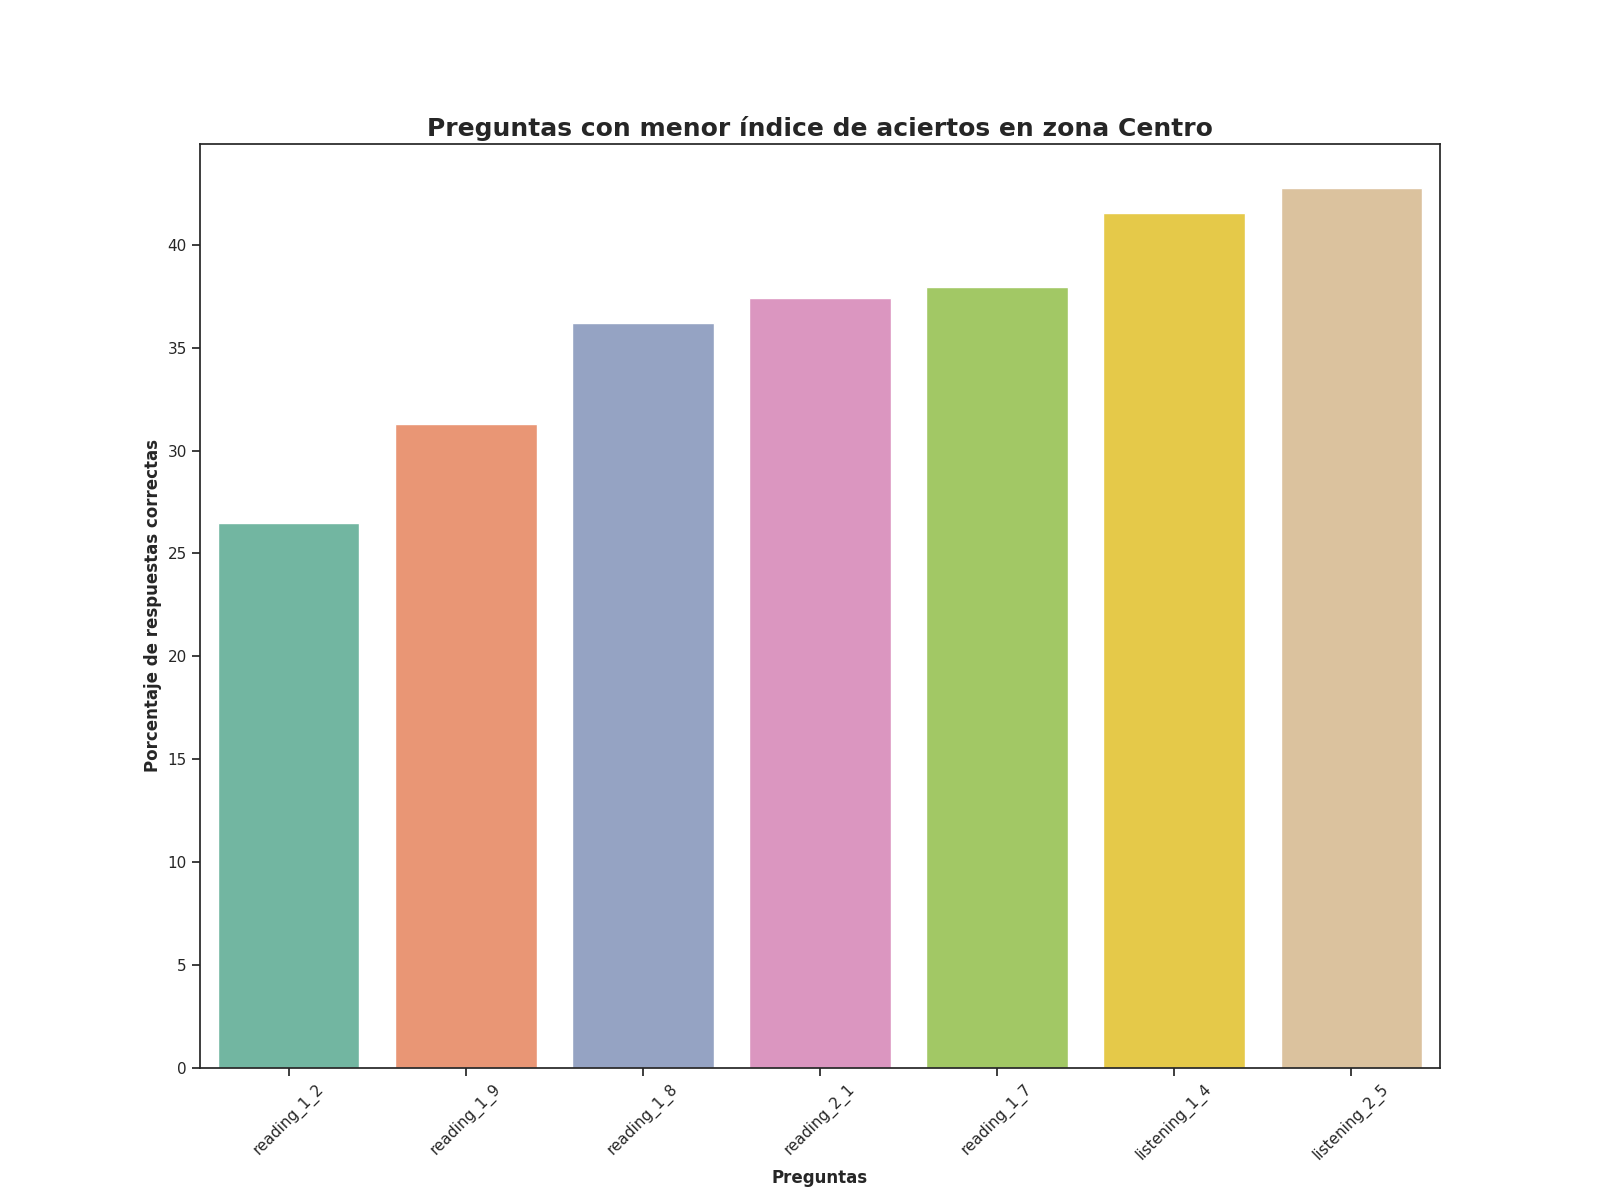 Preguntas con menor índice de aciertos en zona Centro
Porcentaje de respuestas correctas
40
35
30
25
20
15
10
5
0
reading_1_2
reading_1_9
reading_1_8
reading_2_1
reading_1_7
listening_1_4
listening_2_5
Preguntas